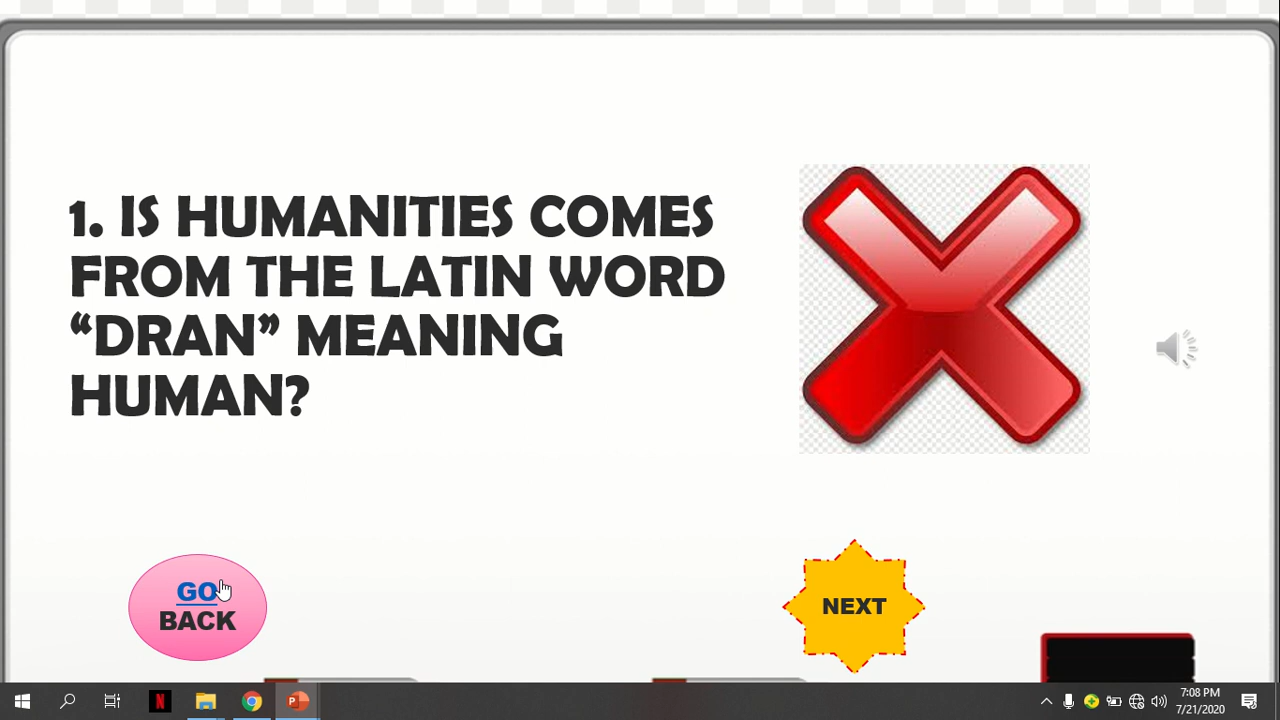 1. IS HUMANITIES COMES
FROM THE LATIN WORD
“DRAN” MEANING
HUMAN?
GO
BACK
NEXT
N
P
7:08 PM
7/21/2020